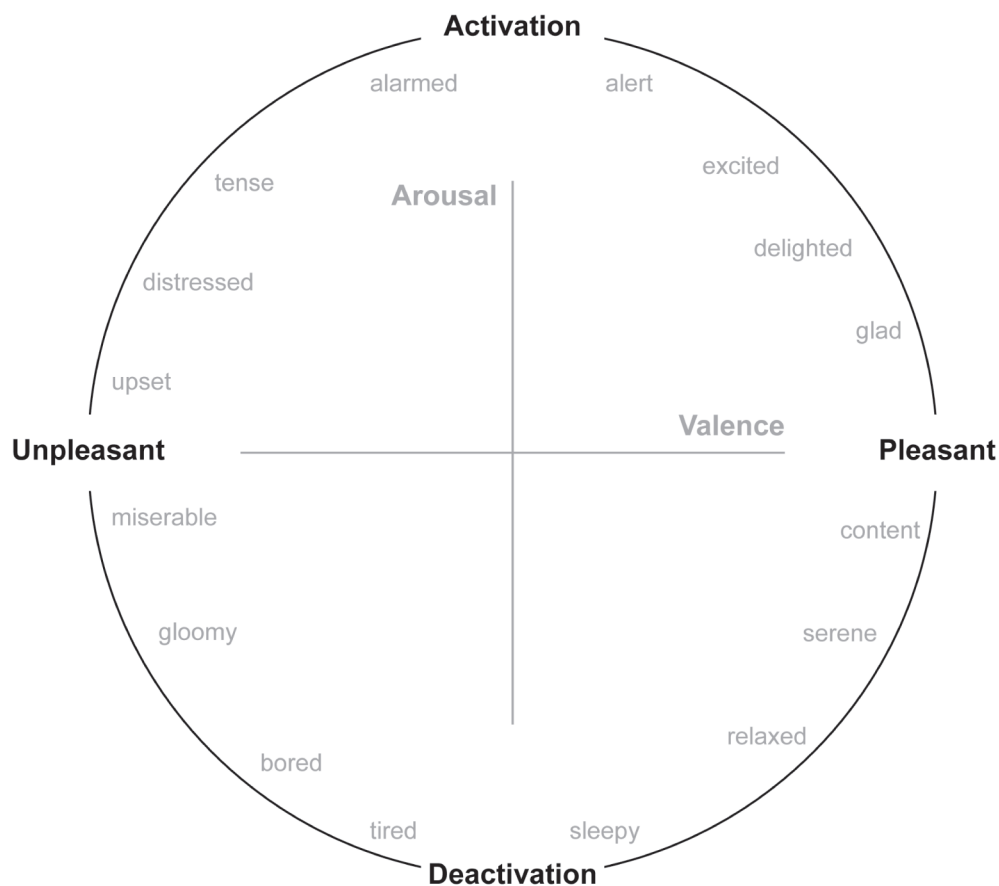 Activation
alarmed
alert
excited
tense
Arousal
delighted
distressed
glad
upset
Valence
Unpleasant
Pleasant
miserable
content
gloomy
serene
relaxed
bored
tired
sleepy
Deactivation